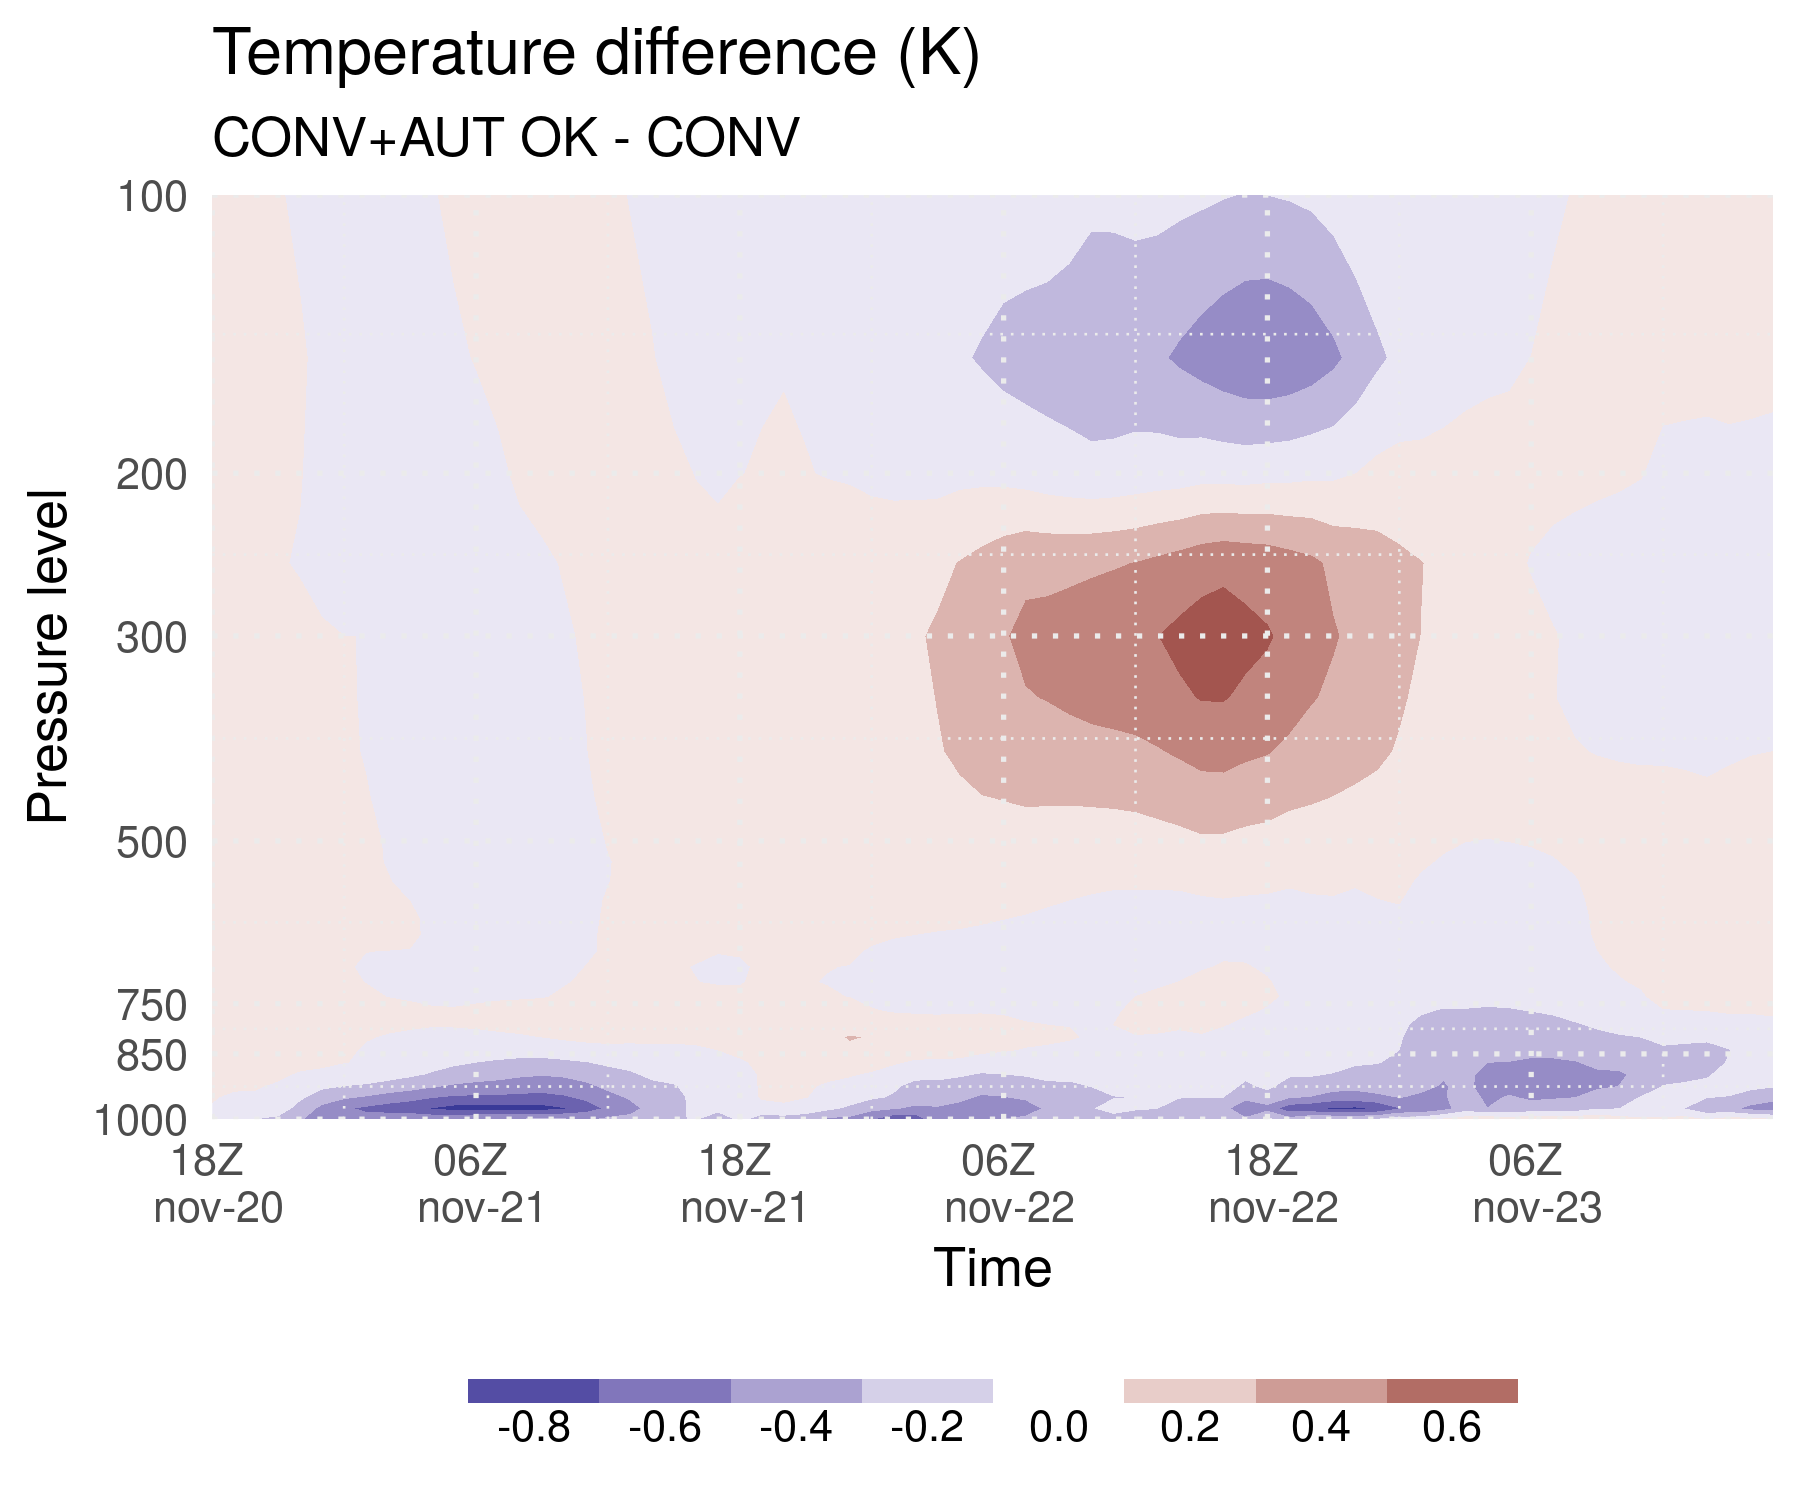 Temperature difference (K)
CONV+AUT OK - CONV
Pressure level
100
200
300
500
750
850
1000
18Z 06Z 18Z 06Z 18Z 06Z
nov-20 nov-21 nov-21 nov-22 nov-22 nov-23
Time
-0.8 -0.6 -0.4 -0.2 0.0 0.2 0.4 0.6